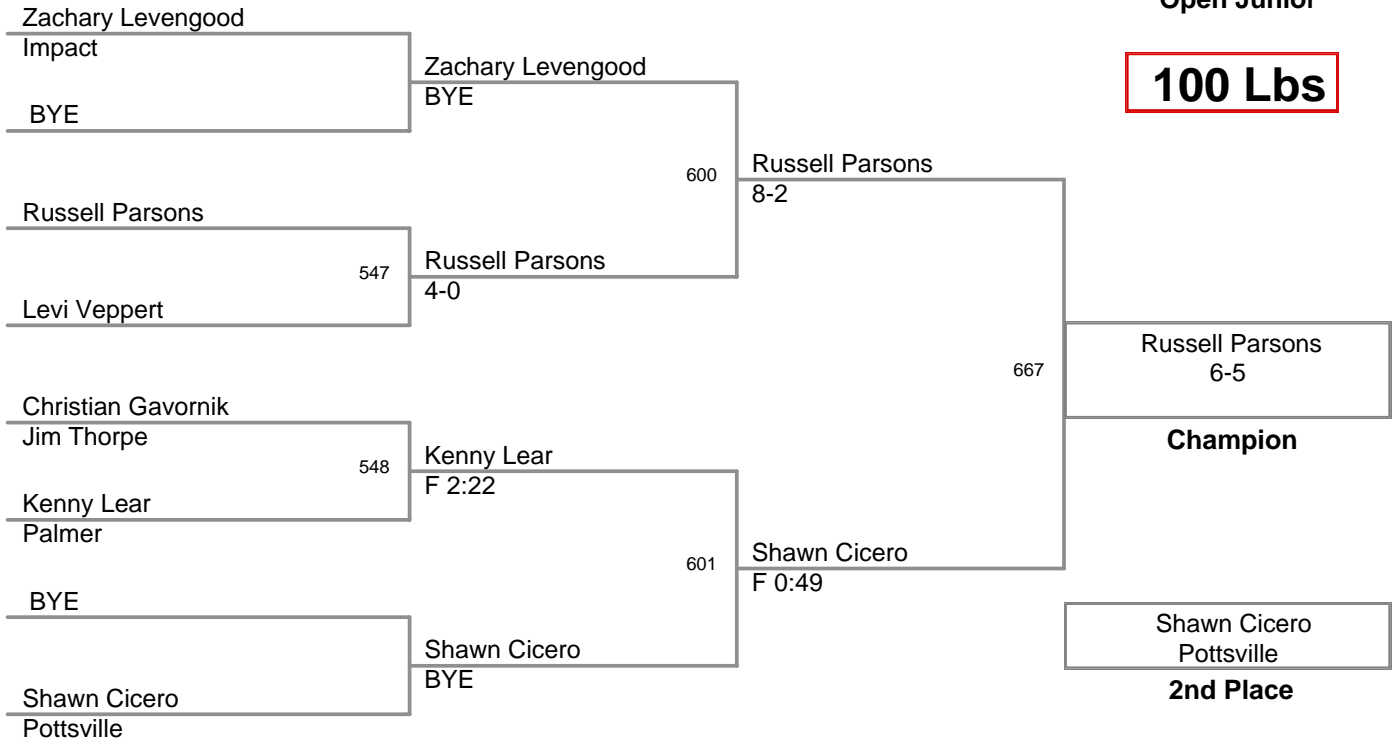 Open Junior
100 Lbs
Zachary Levengood
Impact
BYE
Russell Parsons
Levi Veppert
Christian Gavornik
Jim Thorpe
Kenny Lear
Palmer
BYE
Shawn Cicero
Pottsville
Zachary Levengood
BYE
547
Russell Parsons
4-0
548
Kenny Lear
F 2:22
Shawn Cicero
BYE
600
Russell Parsons
8-2
601
Shawn Cicero
F 0:49
667
Russell Parsons
6-5
Champion
Shawn Cicero
Pottsville
2nd Place